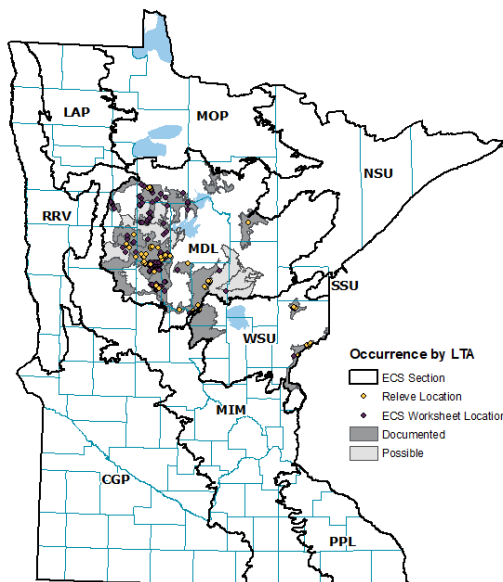 LAP
MOP
NSU
RRV
MDL
SSU
WSU
Occurrence by LTA
ECS Section
Releve Location
ECS Worksheet Location
Documented
Possible
MIM
CGP
PPL